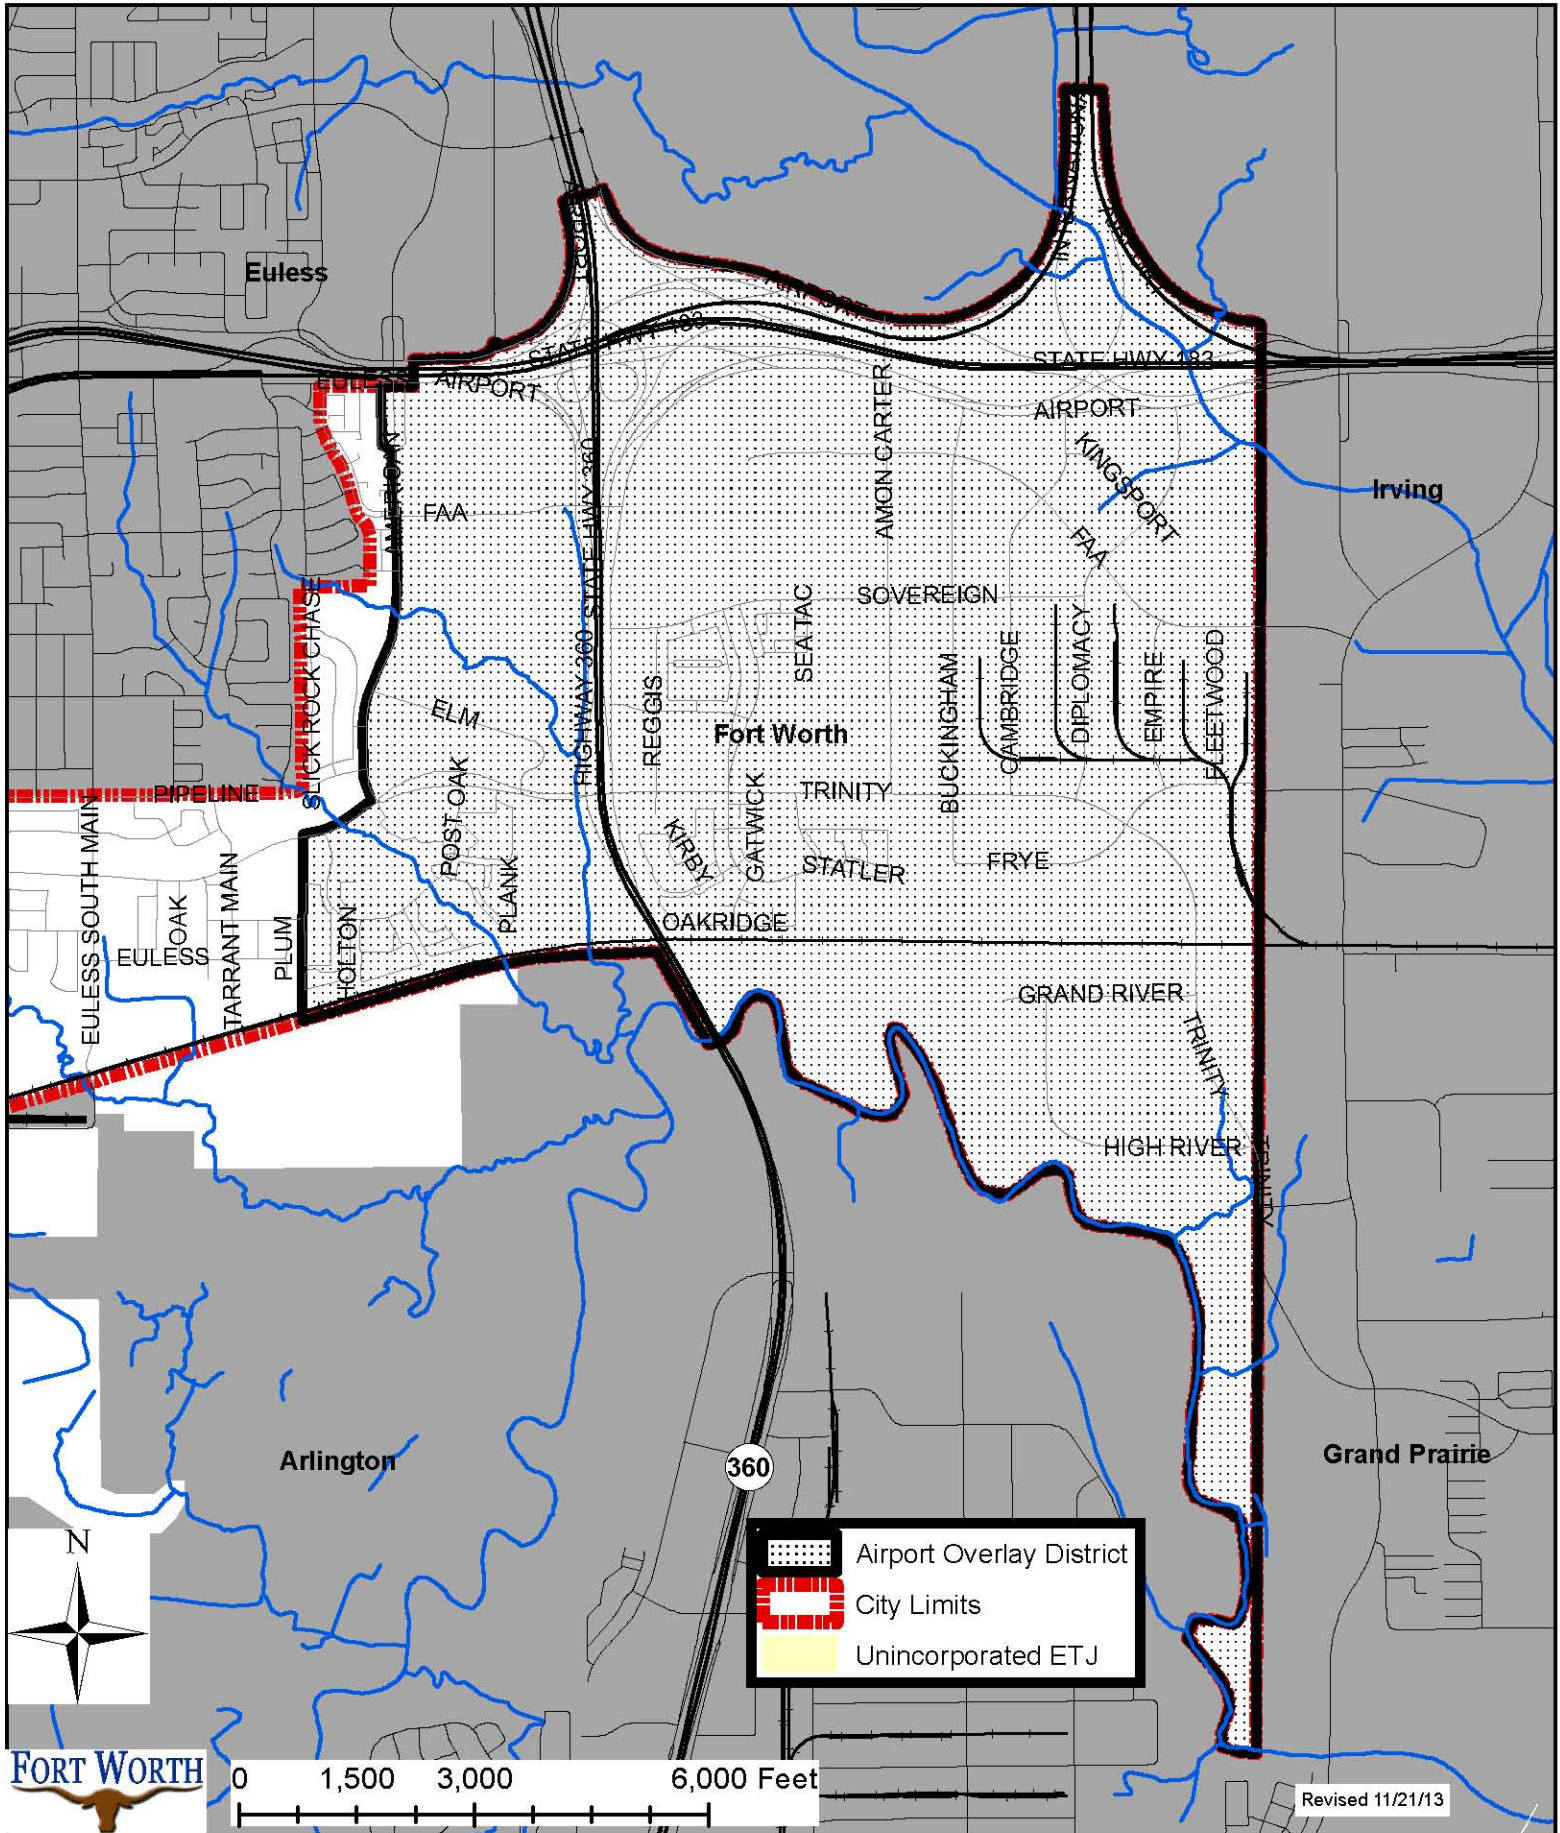 INTERNATIONAL
AIRPORT
Euless
AIRPORT
STATE HWY 183
STATE HWY 183
EULESS
AIRPORT
AIRPORT
AMERICAN
FAA
AMON CARTER
KINGSPORT
FAA
Irving
STATE HWY 360
HIGHWAY 360
SLICK ROCK CHASE
SOVEREIGN
SEA TAC
ELM
REGGIS
Fort Worth
BUCKINGHAM
CAMBRIDGE
DIPLOMACY
EMPIRE
FLEETWOOD
PIPELINE
TRINITY
POST OAK
GATWICK
KIRBY
STATLER
FRYE
EULESS SOUTH MAIN
OAK
TARRANT MAIN
EULESS
PLUM
HOLTON
PLANK
OAKRIDGE
GRAND RIVER
TRINITY
HIGH RIVER
TRINITY
Arlington
360
Grand Prairie
N
Airport Overlay District
City Limits
Unincorporated ETJ
FORT WORTH
0 1,500 3,000 6,000 Feet
Revised 11/21/13